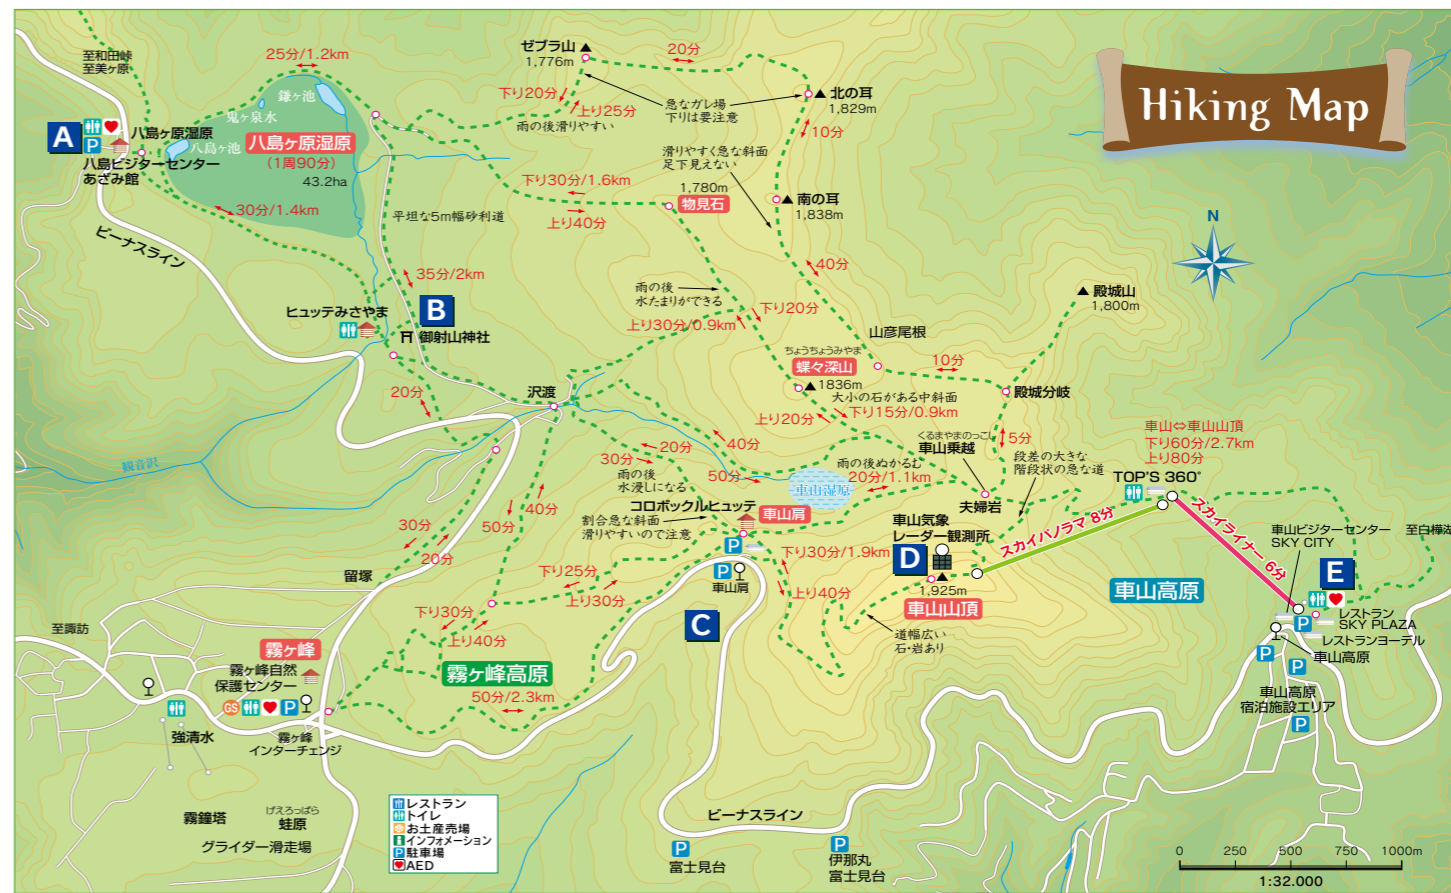 Hiking Map
至和田峠
至美ヶ原
25分/1.2km
鎌ヶ池
鬼ヶ泉水
八島ヶ池
A
八島ヶ原湿原
八島ビジターセンター
あざみ館
八島ヶ原湿原
(1周90分)
43.2ha
30分/1.4km
ビーナスライン
ゼブラ山
1,776m
20分
下り20分
上り25分
雨の後滑りやすい
急なガレ場
下りは要注意
北の耳
1,829m
10分
滑りやすく急な斜面
足下見えない
下り30分/1.6km
上り40分
1,780m
物見石
南の耳
1,838m
平坦な5m幅砂利道
35分/2km
40分
N
殿城山
1,800m
ヒュッテみさやま
B
御射山神社
雨の後
水たまりができる
下り20分
上り30分/0.9km
山彦尾根
ちょうちょうみやま
蝶々深山
1836m
10分
大小の石がある中斜面
下り15分/0.9km
上り20分
殿城分岐
20分
沢渡
観音沢
20分
40分
30分
50分
雨の後
水浸しになる
くるまやまのっこし
車山乗越
5分
段差の大きな
階段状の急な道
雨の後ぬかるむ
20分/1.1km
車山湿原
夫婦岩
車山⇔車山山頂
下り60分/2.7km
上り80分
TOP'S 360°
スカイパノラマ 8分
スカイライナー 6分
車山ビジターセンター
SKY CITY
至白樺湖
コロボックルヒュッテ
車山肩
割合急な斜面
滑りやすいので注意
P
P
車山肩
車山気象
レーダー観測所
D
1,925m
車山山頂
下り30分/1.9km
上り40分
道幅広い
石・岩あり
車山高原
E
レストラン
SKY PLAZA
レストランヨーデル
車山高原
P
P
P
車山高原
宿泊施設エリア
P
30分
20分
50分
40分
留塚
下り25分
上り30分
下り30分
上り40分
C
至諏訪
霧ヶ峰
霧ヶ峰自然
保護センター
GS
P
霧ヶ峰高原
50分/2.3km
強清水
霧ヶ峰
インターチェンジ
霧鐘塔
げえろっぱら
蛙原
グライダー滑走場
レストラン
トイレ
お土産売場
インフォメーション
P 駐車場
AED
ビーナスライン
P
富士見台
P
伊那丸
富士見台
0 250 500 750 1000m
1:32.000